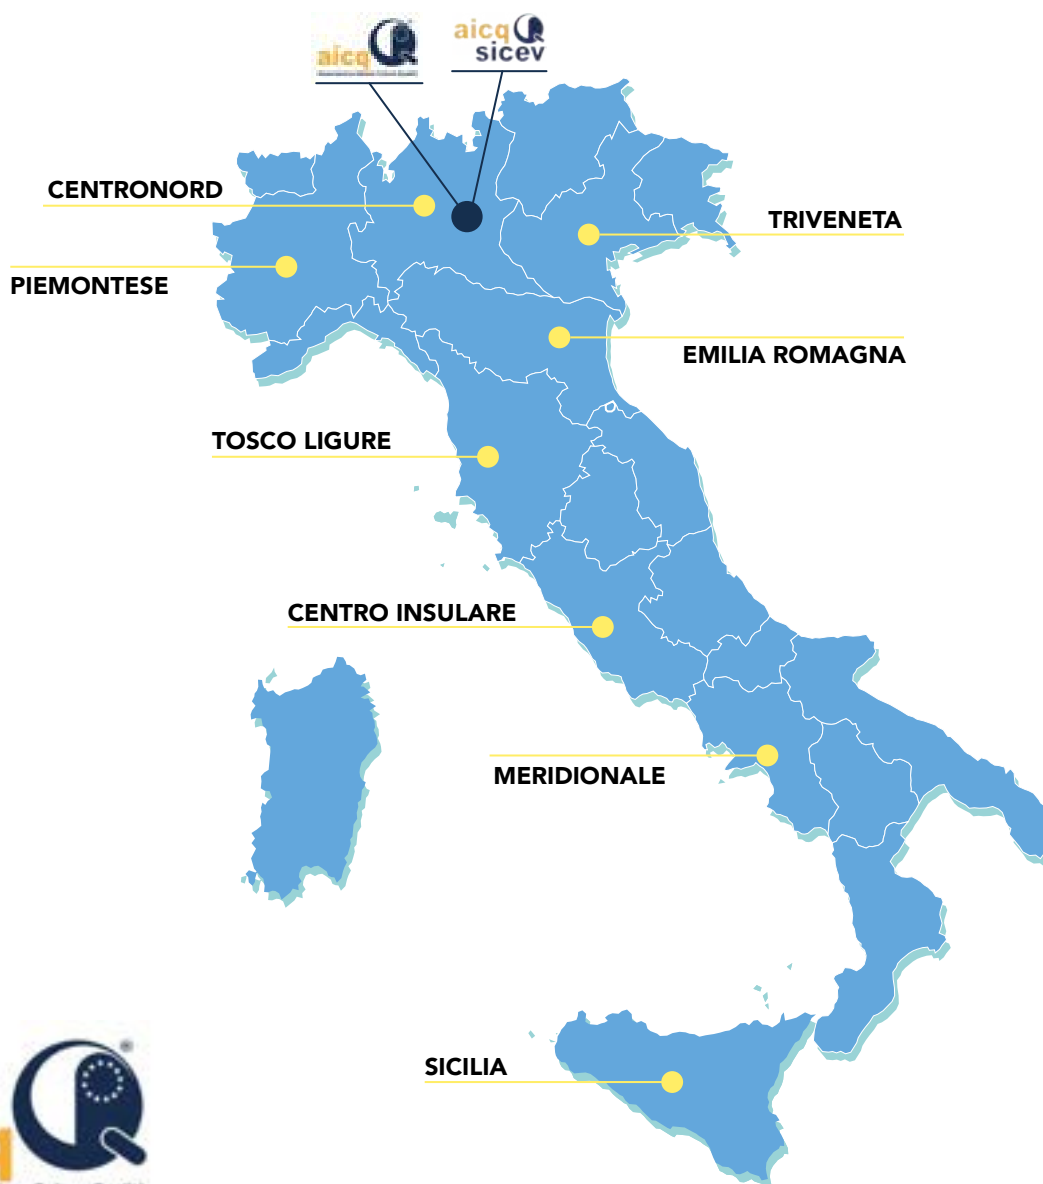 aicq
aicq
sicev
CENTRONORD
TRIVENETA
PIEMONTESE
EMILIA ROMAGNA
TOSCO LIGURE
CENTRO INSULARE
MERIDIONALE
SICILIA